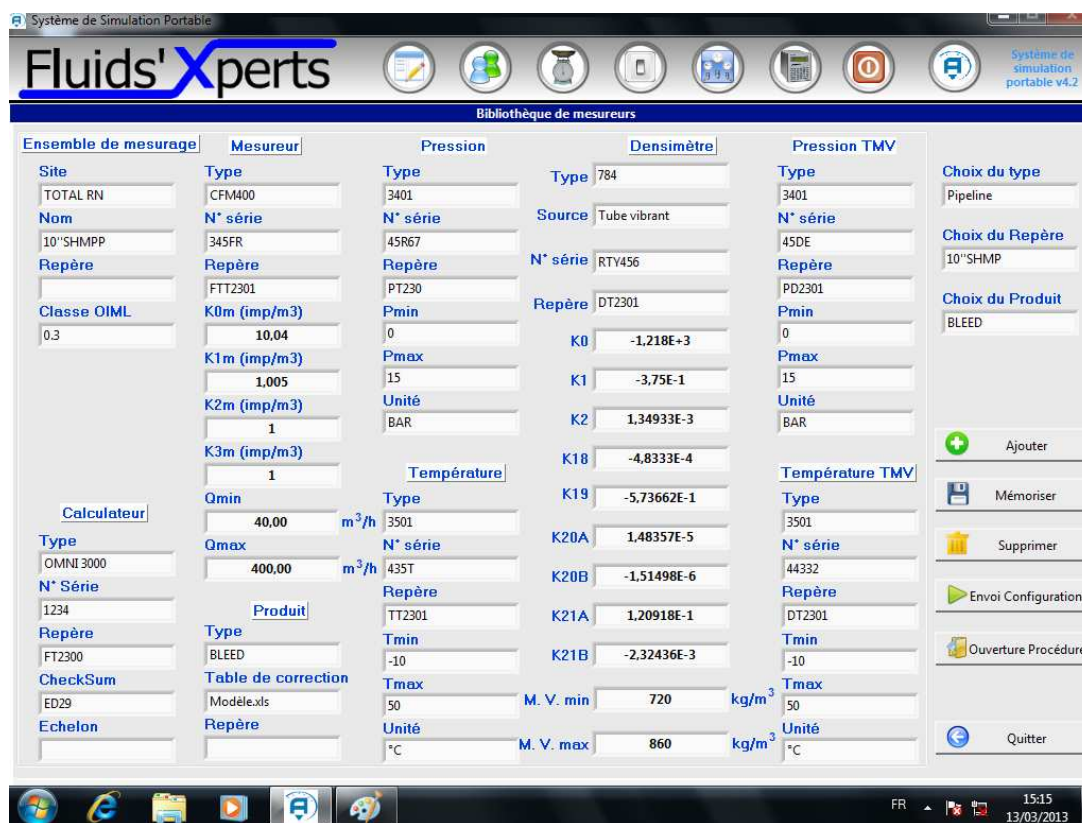 Système de Simulation Portable
Fluids'Xperts
Système de
simulation
portable v4.2
Bibliothèque de mesureurs
Ensemble de mesurage
Site
TOTAL RN
Nom
10''SHMPP
Repère
Classe OIML
0.3
Calculateur
Type
OMNI 3000
N° Série
1234
Repère
FT2300
CheckSum
ED29
Echelon
Mesureur
Type
CFM400
N° série
345FR
Repère
FTT2301
K0m (imp/m3)
10,04
K1m (imp/m3)
1,005
K2m (imp/m3)
1
K3m (imp/m3)
1
Qmin
40,00 m³/h
Qmax
400,00 m³/h
Produit
Type
BLEED
Table de correction
Modèle.xls
Repère
Pression
Type
3401
N° série
45R67
Repère
PT230
Pmin
0
Pmax
15
Unité
BAR
Température
Type
3501
N° série
435T
Repère
TT2301
Tmin
-10
Tmax
50
Unité
°C
Densimètre
Type 784
Source Tube vibrant
N° série RTY456
Repère DT2301
K0 -1,218E+3
K1 -3,75E-1
K2 1,34933E-3
K18 -4,8333E-4
K19 -5,73662E-1
K20A 1,48357E-5
K20B -1,51498E-6
K21A 1,20918E-1
K21B -2,32436E-3
M. V. min 720 kg/m³
M. V. max 860 kg/m³
Pression TMV
Type
3401
N° série
45DE
Repère
PD2301
Pmin
0
Pmax
15
Unité
BAR
Température TMV
Type
3501
N° série
44332
Repère
DT2301
Tmin
-10
Tmax
50
Unité
°C
Choix du type
Pipeline
Choix du Repère
10''SHMP
Choix du Produit
BLEED
Ajouter
Mémoriser
Supprimer
Envoi Configuration
Ouverture Procédure
Quitter
FR
15:15
13/03/2013